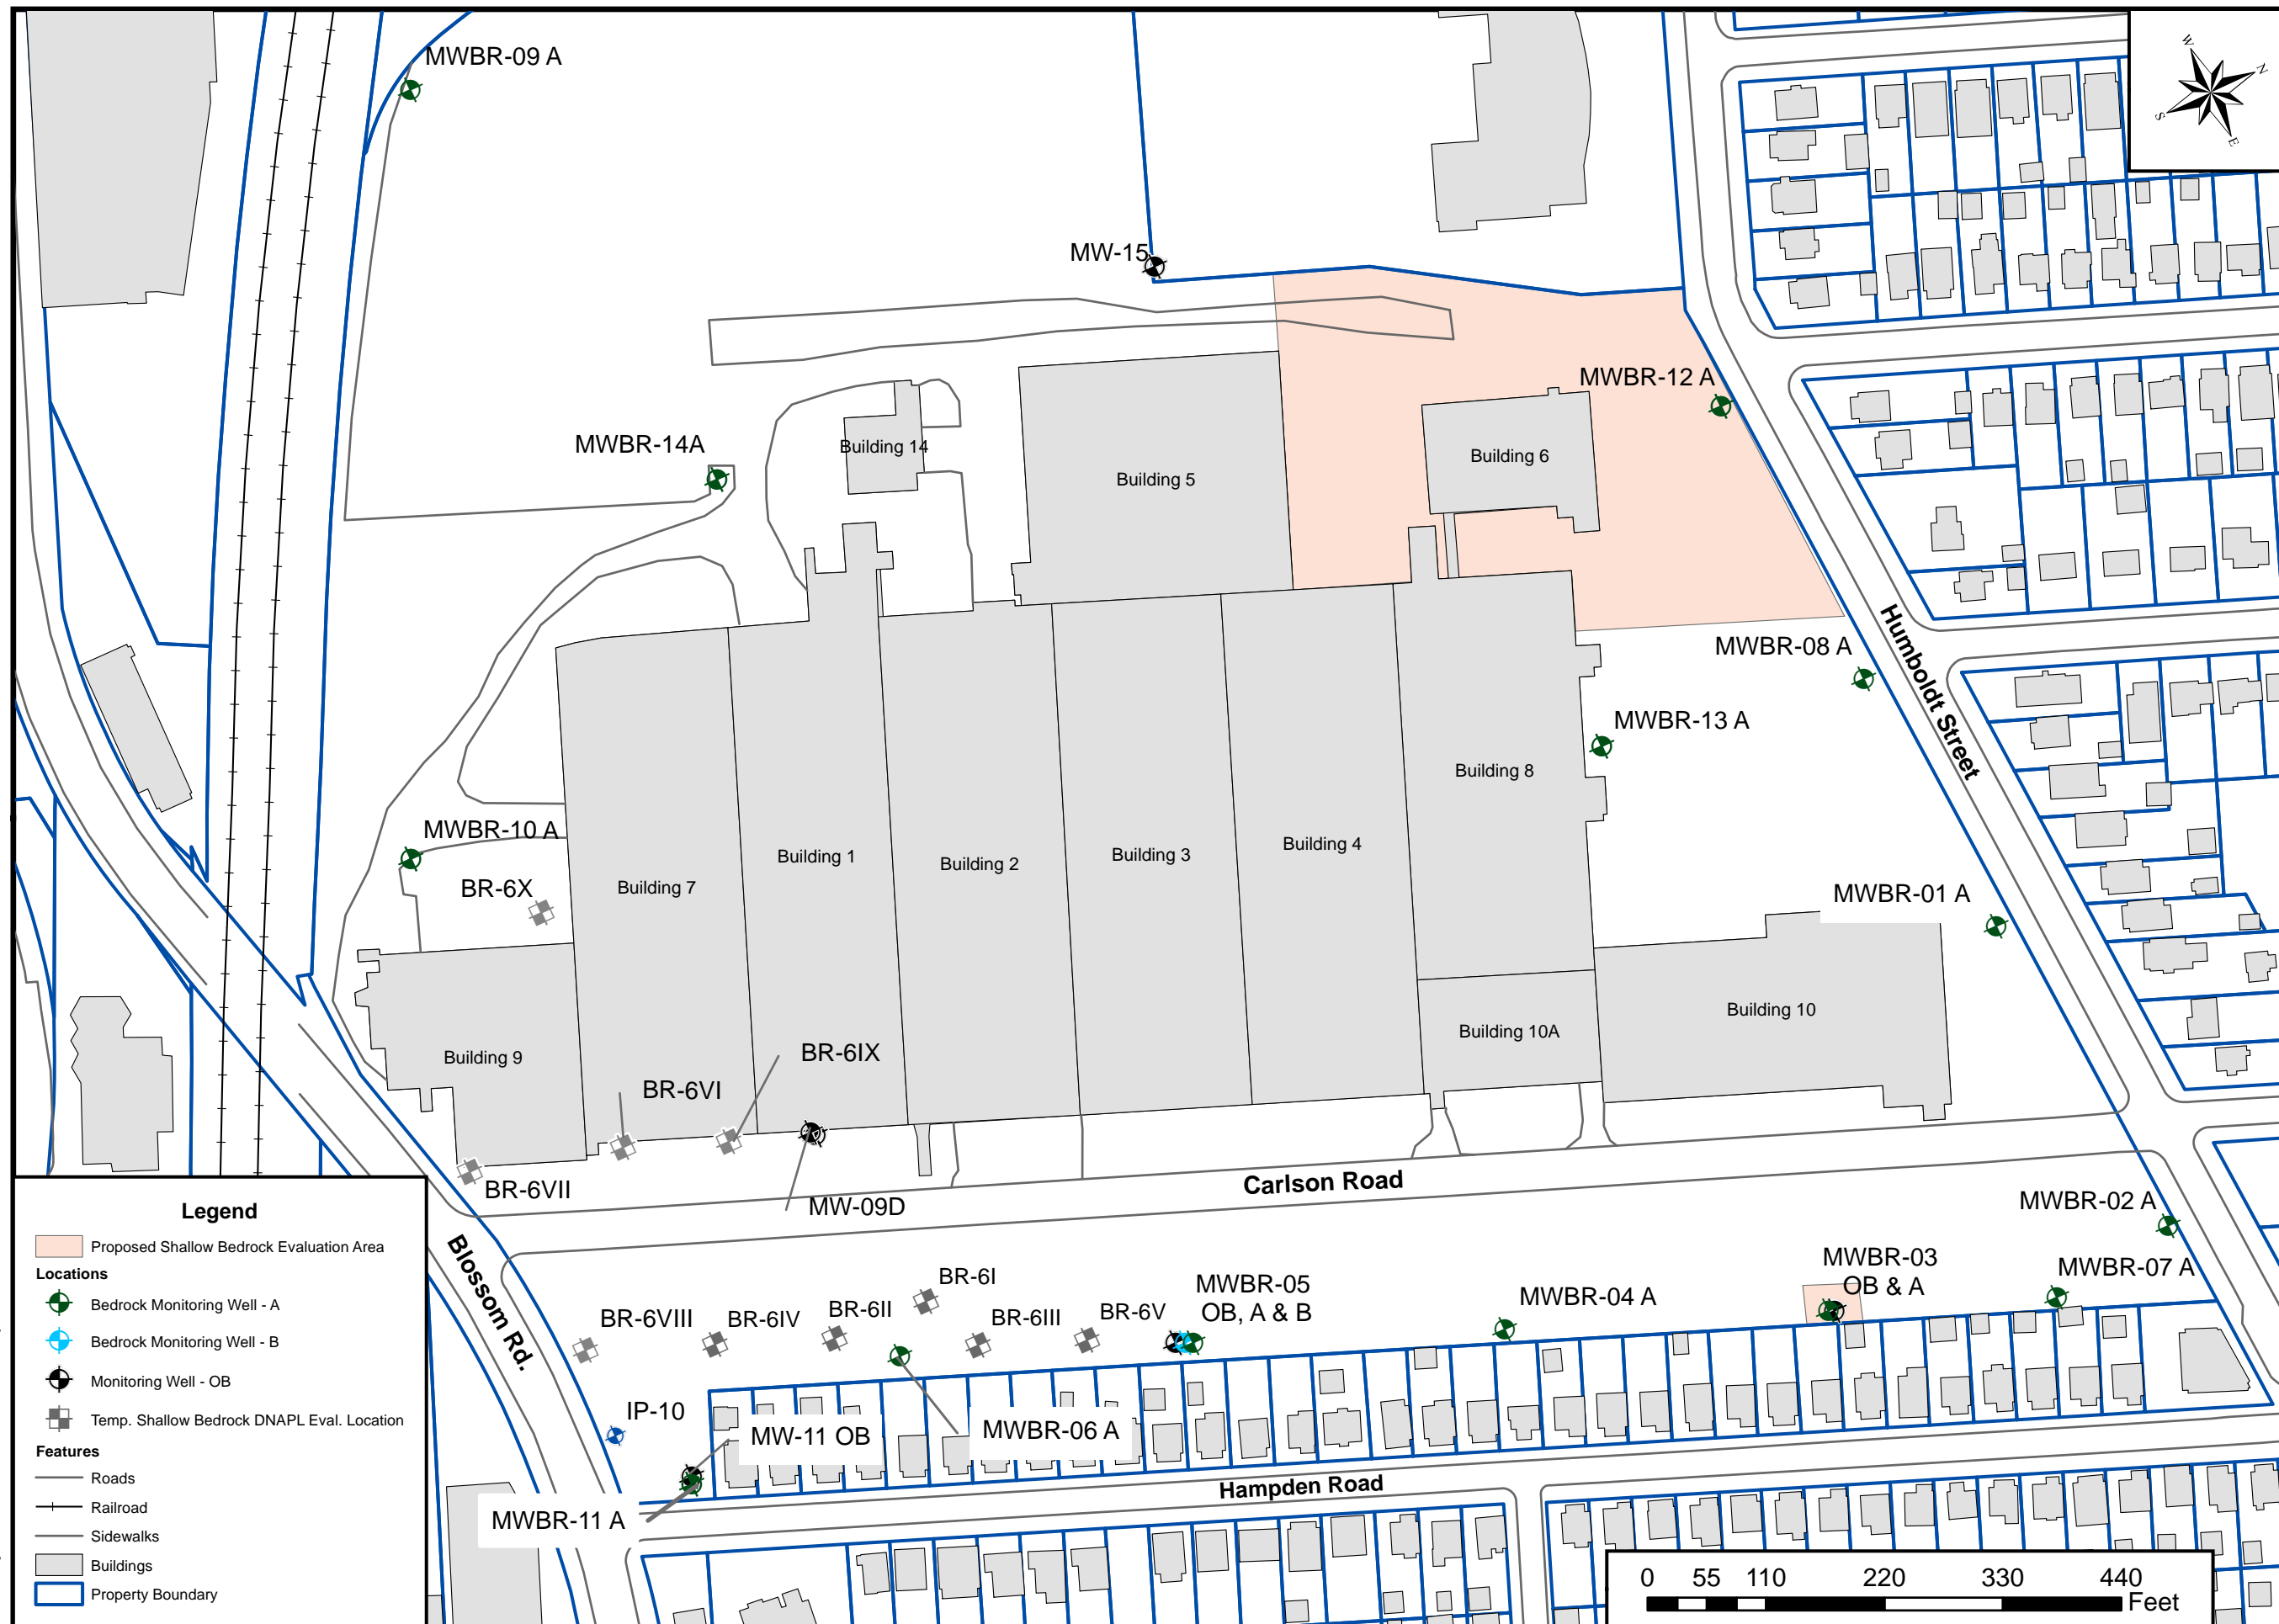 MWBR-09 A
W
N
S
E
MW-15
MWBR-12 A
MWBR-14A
Building 14
Building 5
Building 6
Humboldt Street
MWBR-08 A
MWBR-13 A
Building 8
MWBR-10 A
BR-6X
Building 7
Building 1
Building 2
Building 3
Building 4
MWBR-01 A
Building 10
Building 10A
Building 9
BR-6IX
BR-6VI
BR-6VII
MW-09D
Carlson Road
MWBR-02 A
Blossom Rd.
BR-6I
BR-6VIII
BR-6IV
BR-6II
BR-6III
BR-6V
MWBR-05
OB, A & B
MWBR-04 A
MWBR-03
OB & A
MWBR-07 A
IP-10
MW-11 OB
MWBR-06 A
MWBR-11 A
Hampden Road
Legend
Proposed Shallow Bedrock Evaluation Area
Locations
Bedrock Monitoring Well - A
Bedrock Monitoring Well - B
Monitoring Well - OB
Temp. Shallow Bedrock DNAPL Eval. Location
Features
Roads
Railroad
Sidewalks
Buildings
Property Boundary
0 55 110 220 330 440
Feet